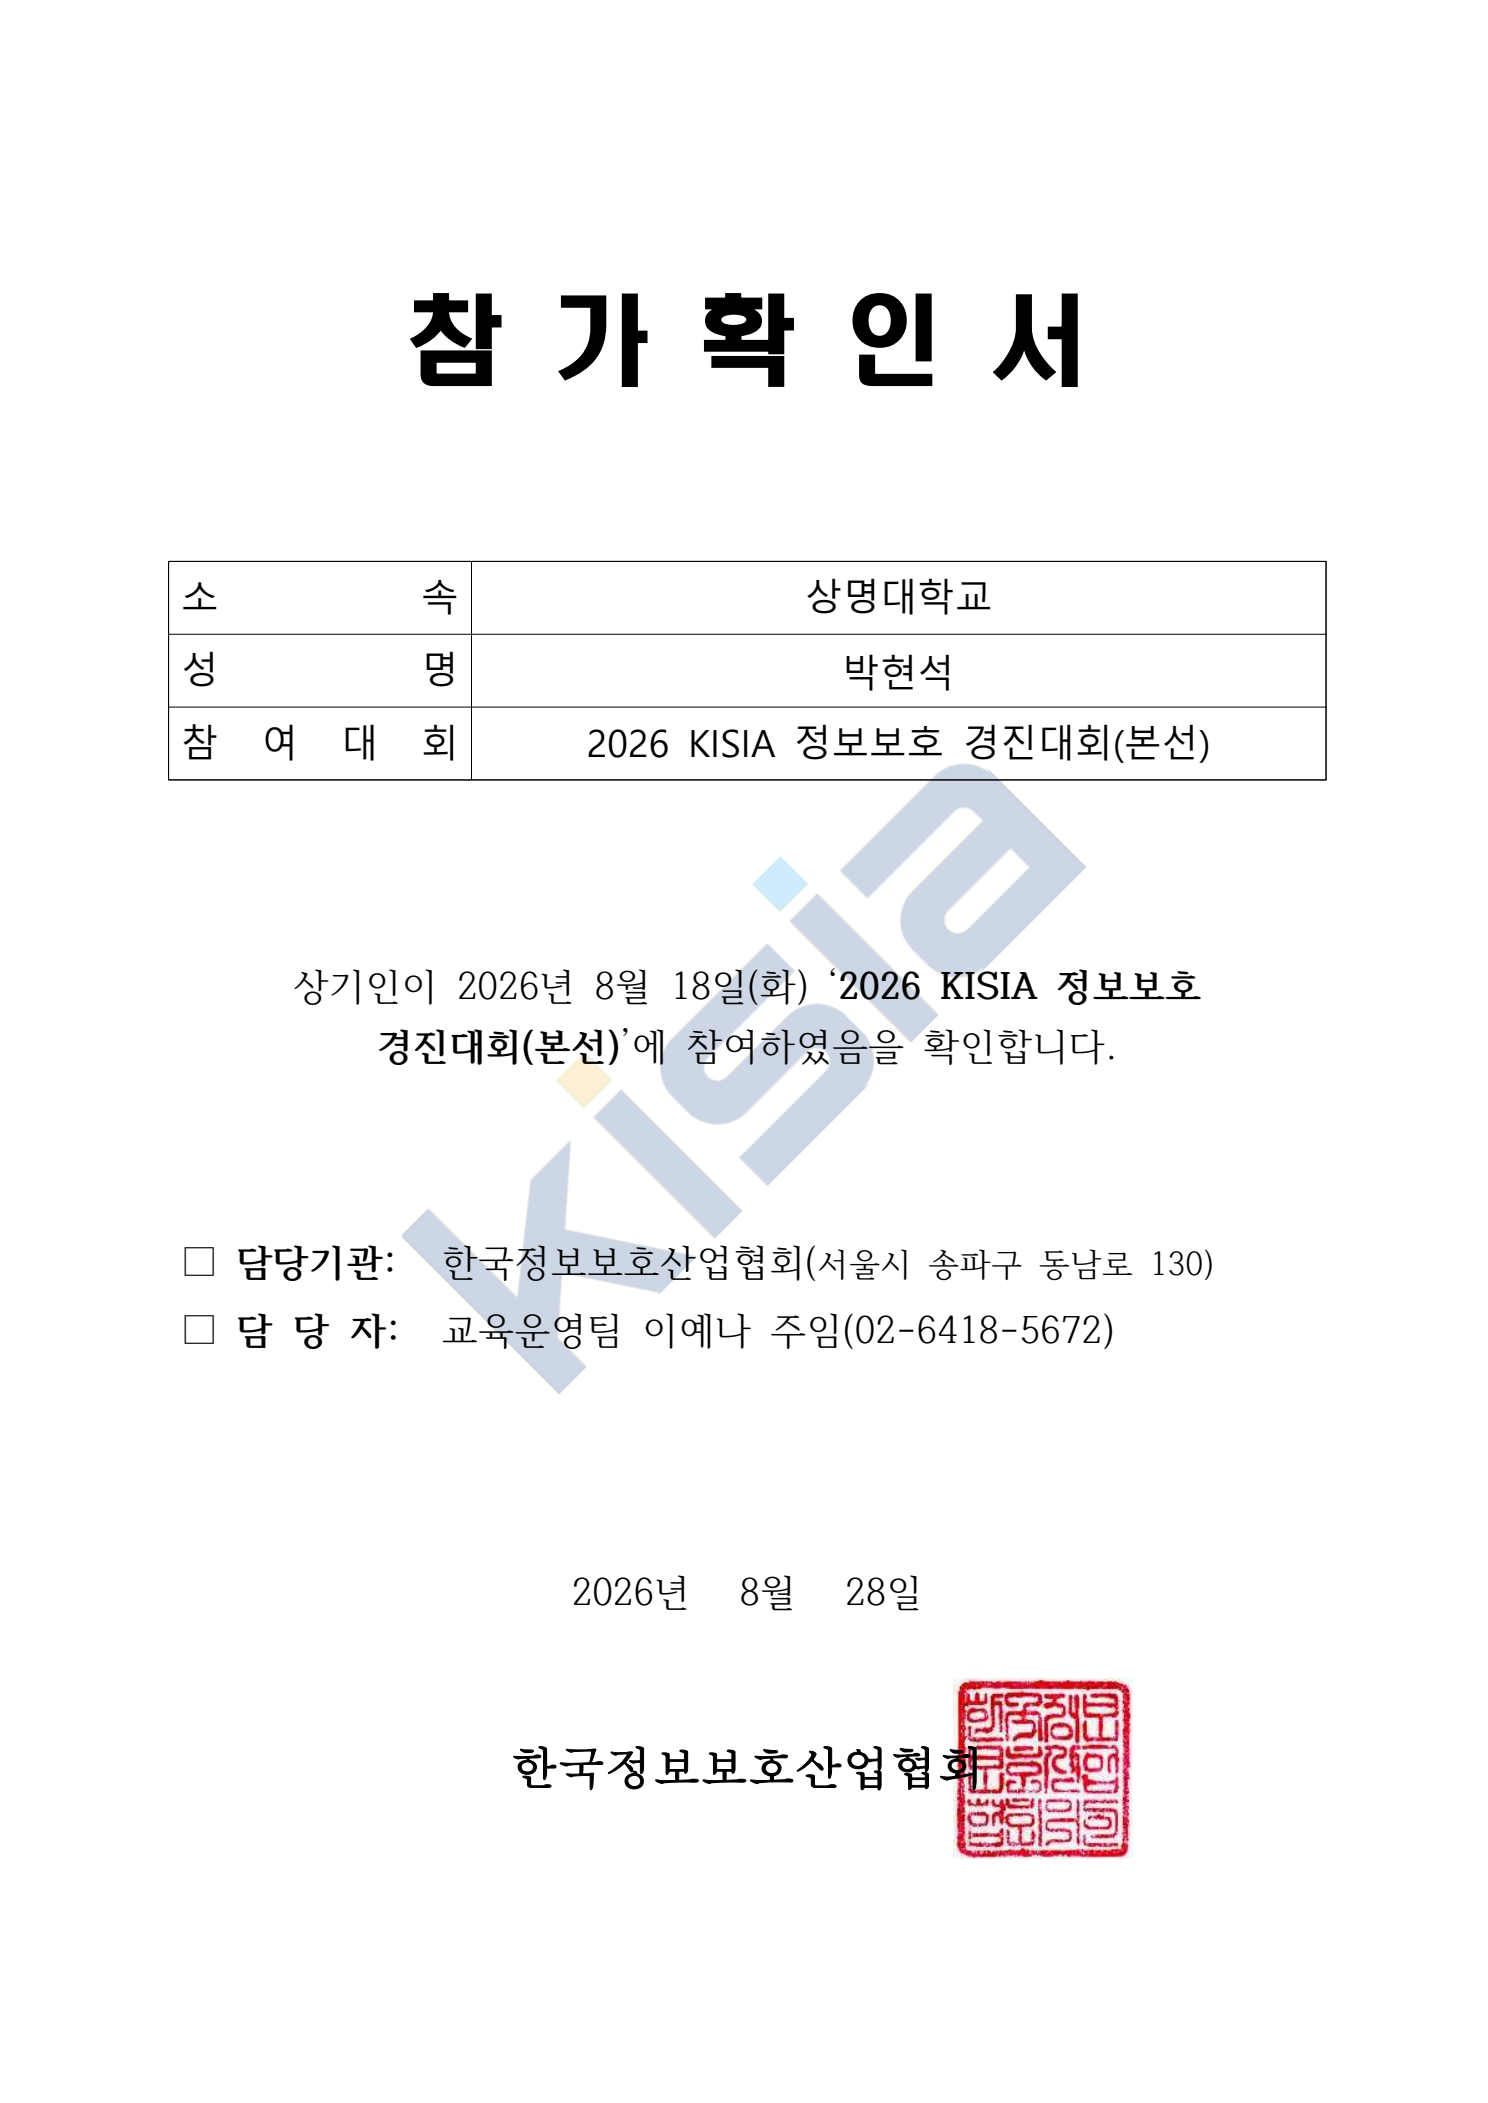 참 가 확 인 서
소 속 상명대학교
성 명 박현석
참 여 대 회 2026 KISIA 정보보호 경진대회(본선)
상기인이 2026년 8월 18일(화) ‘2026 KISIA 정보보호
경진대회(본선)’에 참여하였음을 확인합니다.
kisia
□ 담당기관: 한국정보보호산업협회(서울시 송파구 동남로 130)
□ 담 당 자: 교육운영팀 이예나 주임(02-6418-5672)
2026년 8월 28일
한국정보보호산업협회